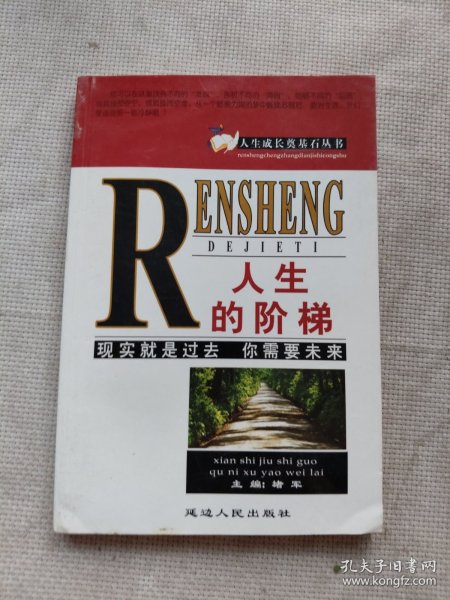 人生成长奠基石丛书
renshengchengzhangdianjishicongshu
RENSHENG
DEJIETI
人生
的阶梯
现实就是过去 你需要未来
xian shi jiu shi guo
qu ni xu yao wei lai
主编：堵军
延边人民出版社
孔夫子旧书网
www.kongfz.com